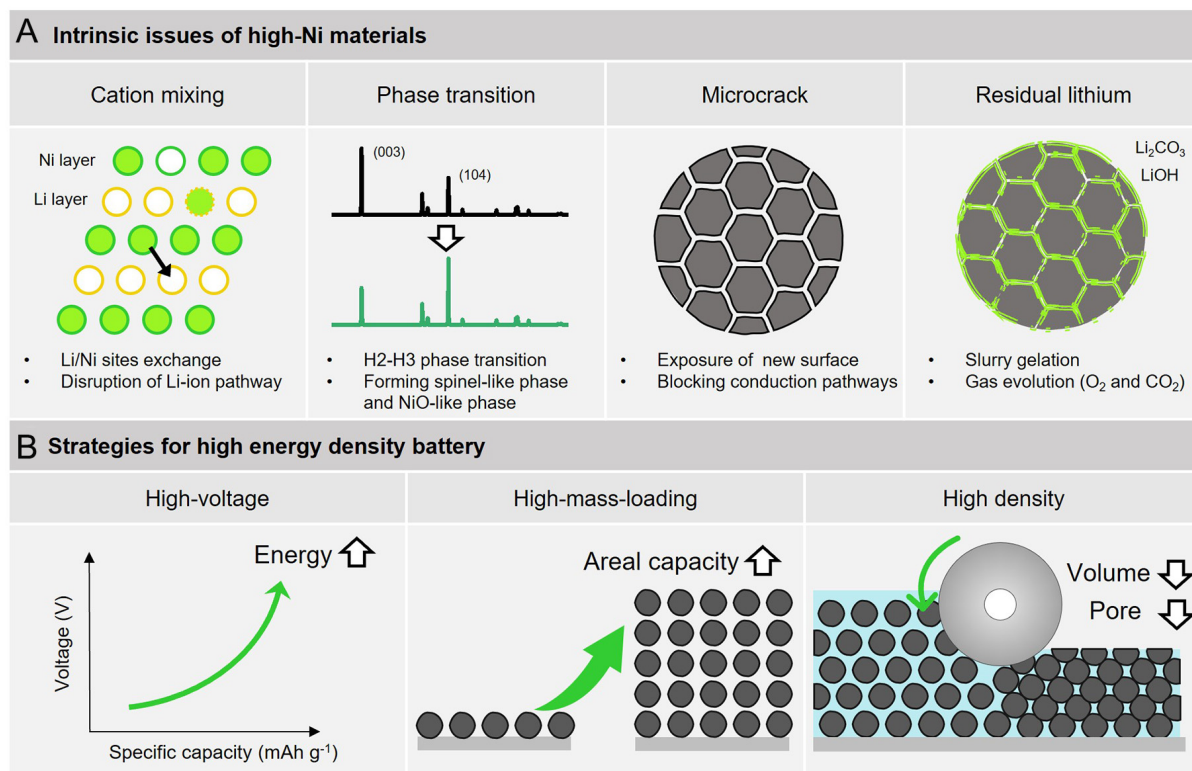 A Intrinsic issues of high-Ni materials
Cation mixing
Phase transition
Microcrack
Residual lithium
Ni layer
Li layer
• Li/Ni sites exchange
• Disruption of Li-ion pathway
(003)
(104)
• H2-H3 phase transition
• Forming spinel-like phase
and NiO-like phase
• Exposure of new surface
• Blocking conduction pathways
Li₂CO₃
LiOH
• Slurry gelation
• Gas evolution (O₂ and CO₂)
B Strategies for high energy density battery
High-voltage
High-mass-loading
High density
Energy
Voltage (V)
Specific capacity (mAh g⁻¹)
Areal capacity
Volume
Pore